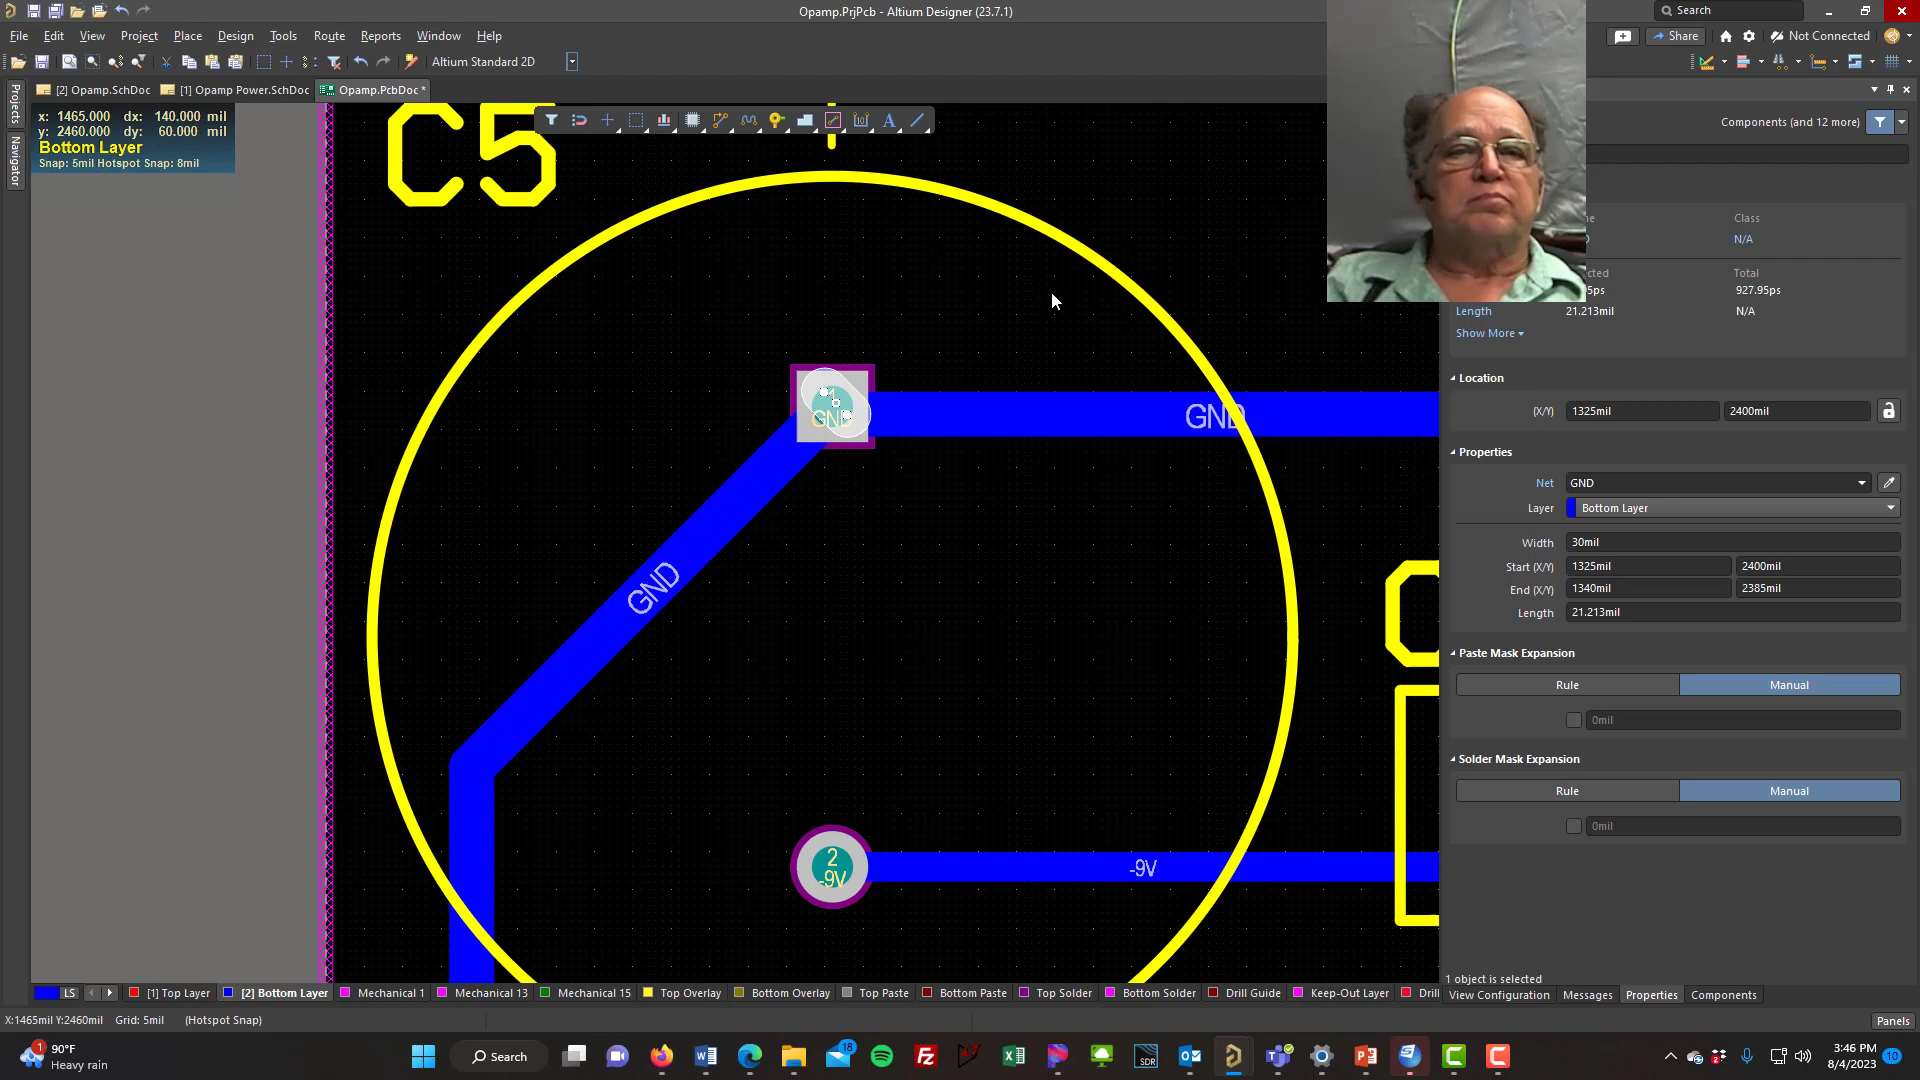 Opamp.PrjPcb - Altium Designer (23.7.1)
Search
File Edit View Project Place Design Tools Route Reports Window Help
Share
Not Connected
Altium Standard 2D
[2] Opamp.SchDoc
[1] Opamp Power.SchDoc
Opamp.PcbDoc *
Projects
Navigator
x: 1465.000 dx: 140.000 mil
y: 2460.000 dy: 60.000 mil
Bottom Layer
Snap: 5mil Hotspot Snap: 8mil
C5
Components (and 12 more)
Class
N/A
Total
927.95ps
Length 21.213mil N/A
Show More
Location
(X/Y) 1325mil 2400mil
Properties
Net GND
Layer Bottom Layer
Width 30mil
Start (X/Y) 1325mil 2400mil
End (X/Y) 1340mil 2385mil
Length 21.213mil
Paste Mask Expansion
Rule Manual
0mil
Solder Mask Expansion
Rule Manual
0mil
1
GND
GND
GND
2
-9V
-9V
1 object is selected
LS
[1] Top Layer
[2] Bottom Layer
Mechanical 1
Mechanical 13
Mechanical 15
Top Overlay
Bottom Overlay
Top Paste
Bottom Paste
Top Solder
Bottom Solder
Drill Guide
Keep-Out Layer
Drill
View Configuration Messages Properties Components
X:1465mil Y:2460mil Grid: 5mil (Hotspot Snap)
Panels
1
90°F
Heavy rain
Search
18
SDR
3:46 PM
8/4/2023
10